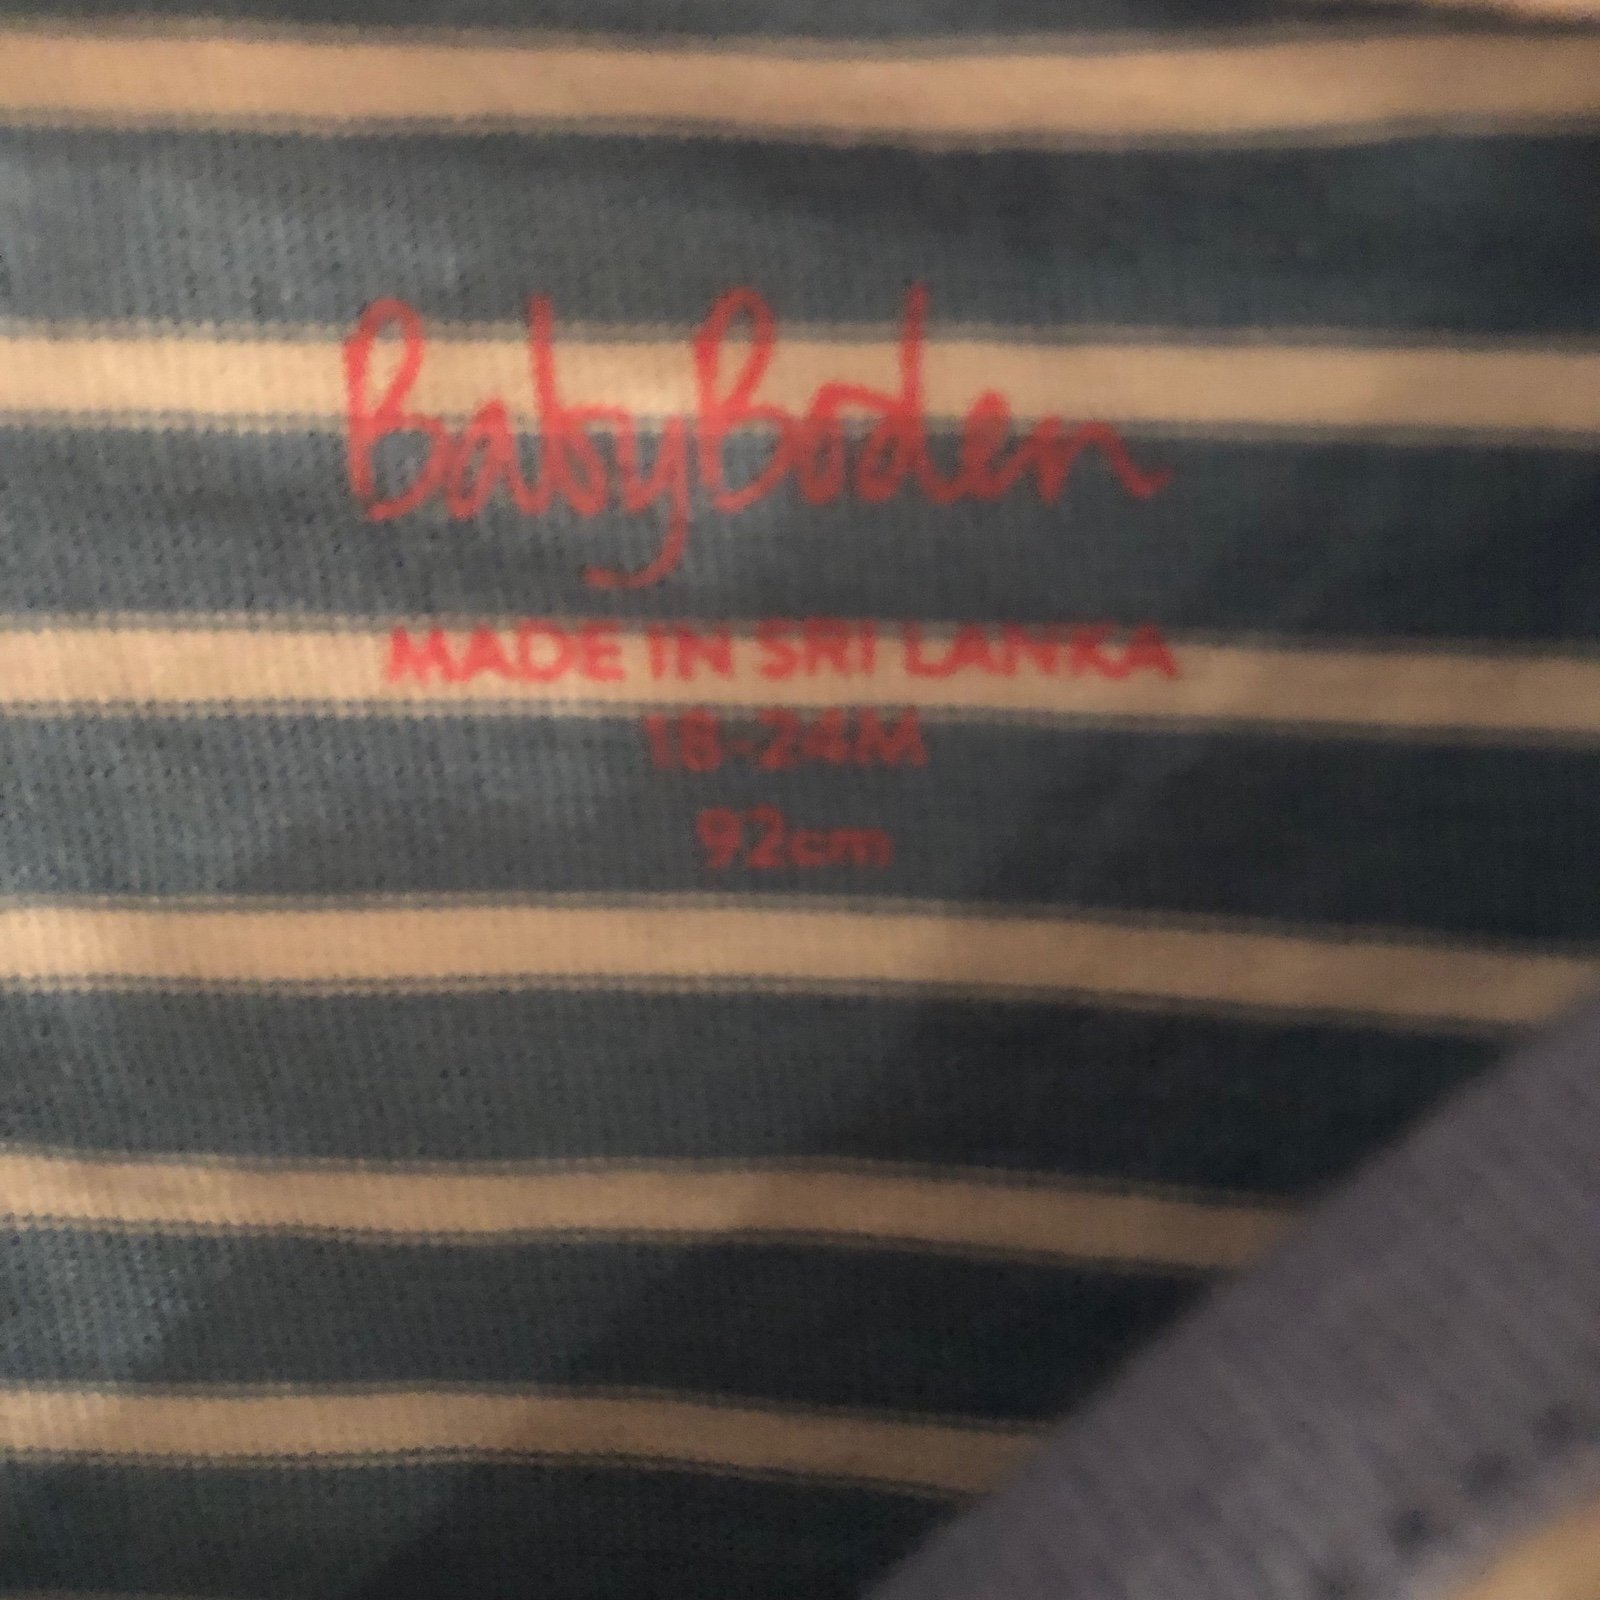 BabyBoden
MADE IN SRI LANKA
18-24M
92cm